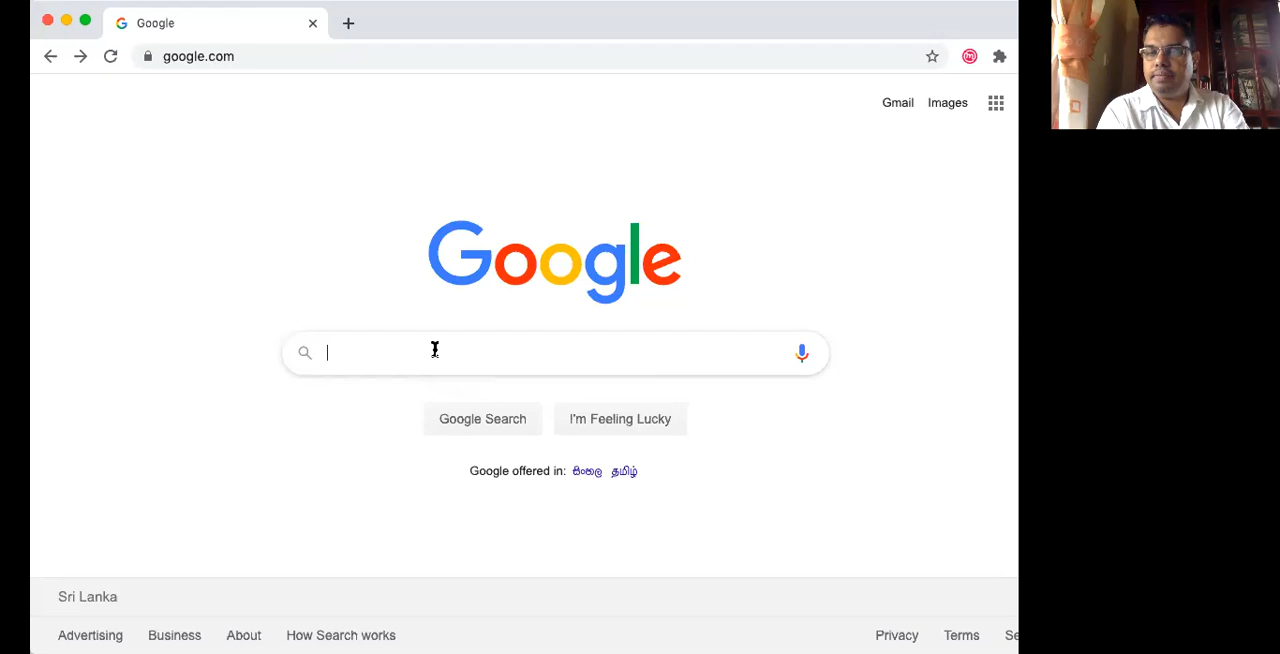 Google
google.com
Gmail Images
Google
Google Search I'm Feeling Lucky
Google offered in: සිංහල தமிழ்
Sri Lanka
Advertising Business About How Search works Privacy Terms Se